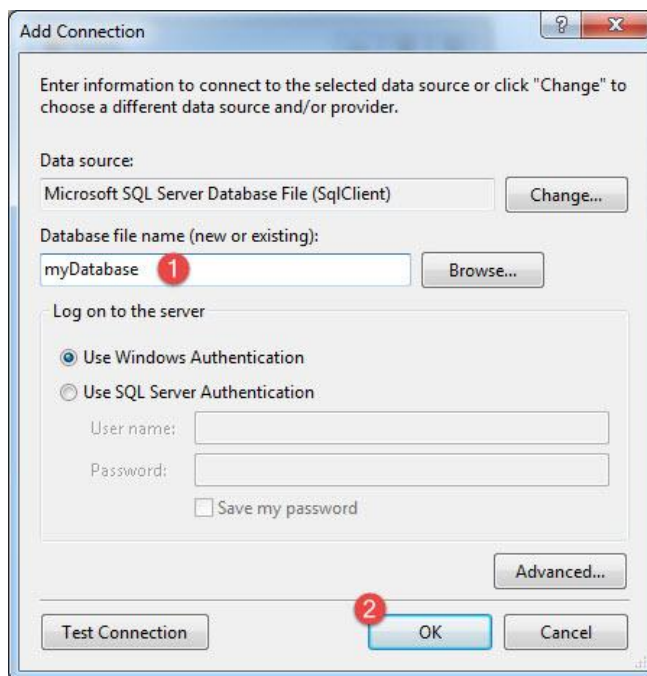 Add Connection
?
Enter information to connect to the selected data source or click "Change" to
choose a different data source and/or provider.
Data source:
Microsoft SQL Server Database File (SqlClient)
Change...
Database file name (new or existing):
myDatabase 1
Browse...
Log on to the server
Use Windows Authentication
Use SQL Server Authentication
User name:
Password:
Save my password
Advanced...
2
Test Connection
OK
Cancel